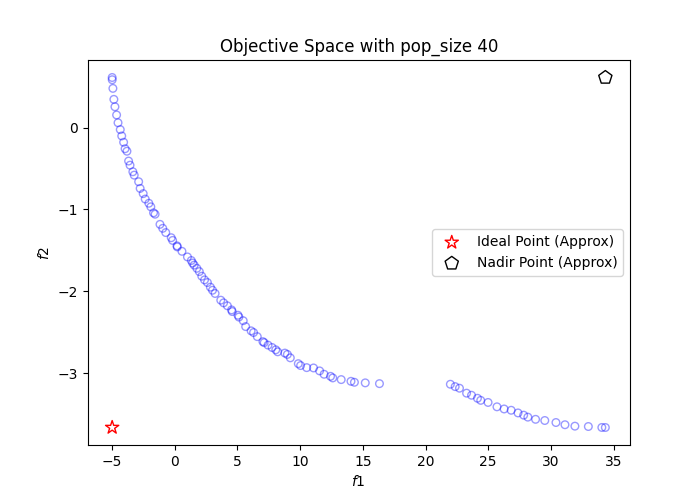 Objective Space with pop_size 40
0
−1
−2
−3
f2
Ideal Point (Approx)
Nadir Point (Approx)
−5 0 5 10 15 20 25 30 35
f1